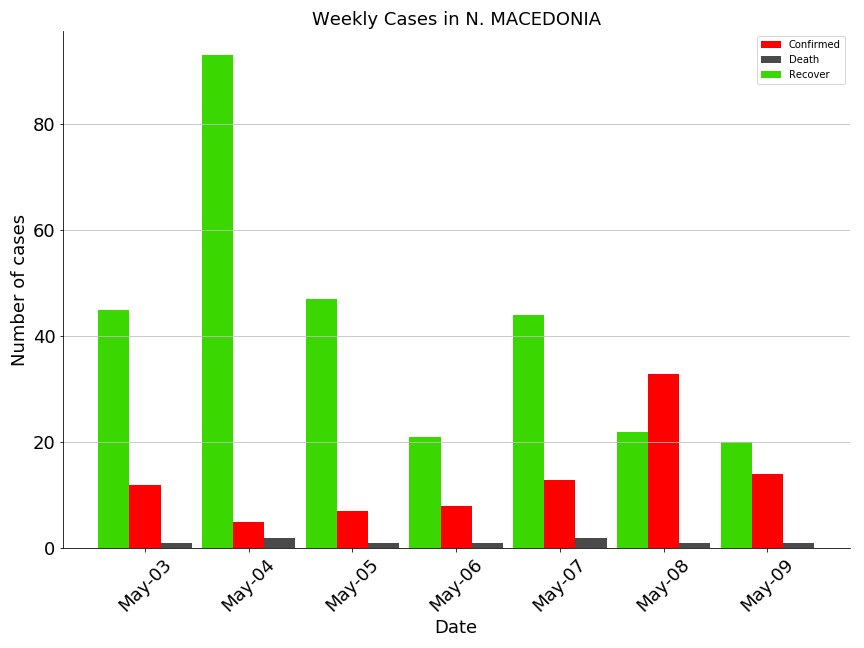 Weekly Cases in N. MACEDONIA
Confirmed
Death
Recover
Number of cases
80
60
40
20
0
May-03
May-04
May-05
May-06
May-07
May-08
May-09
Date